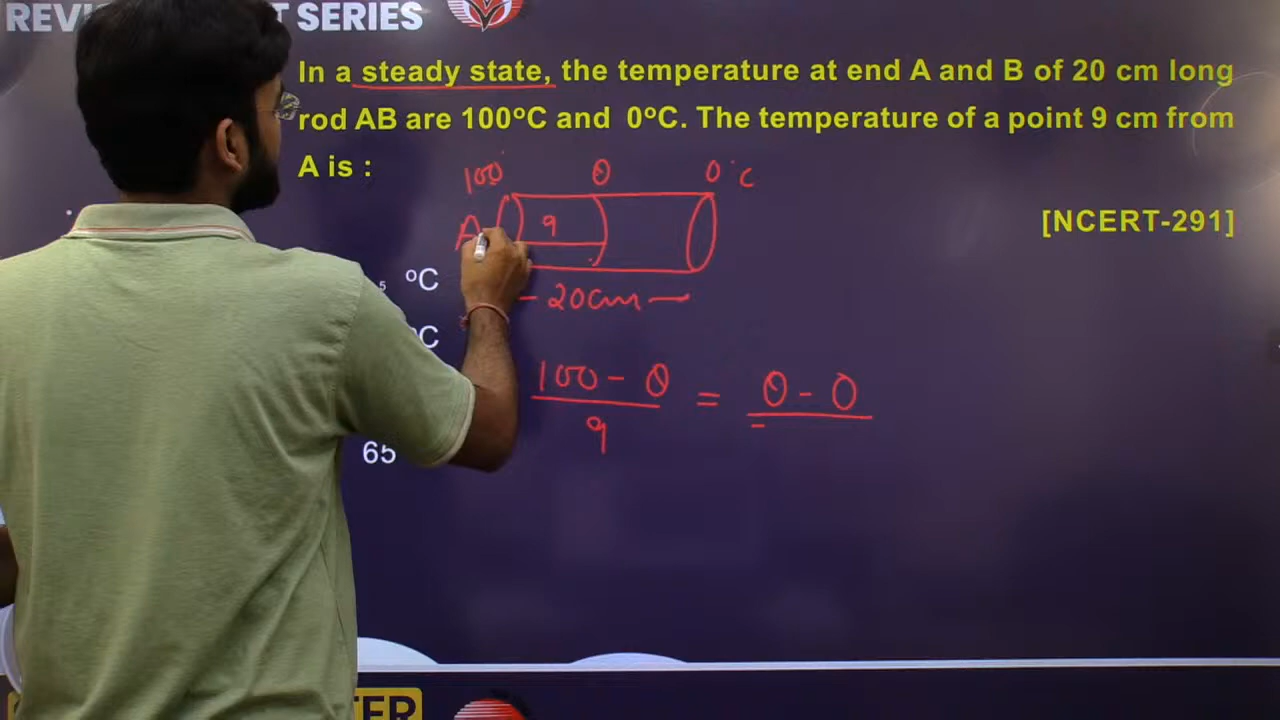 T SERIES
In a steady state, the temperature at end A and B of 20 cm long
rod AB are 100ºC and 0ºC. The temperature of a point 9 cm from
A is :
100° θ 0°C
[NCERT-291]
A 9
ºC
20cm
100 - θ = θ - 0
9
65